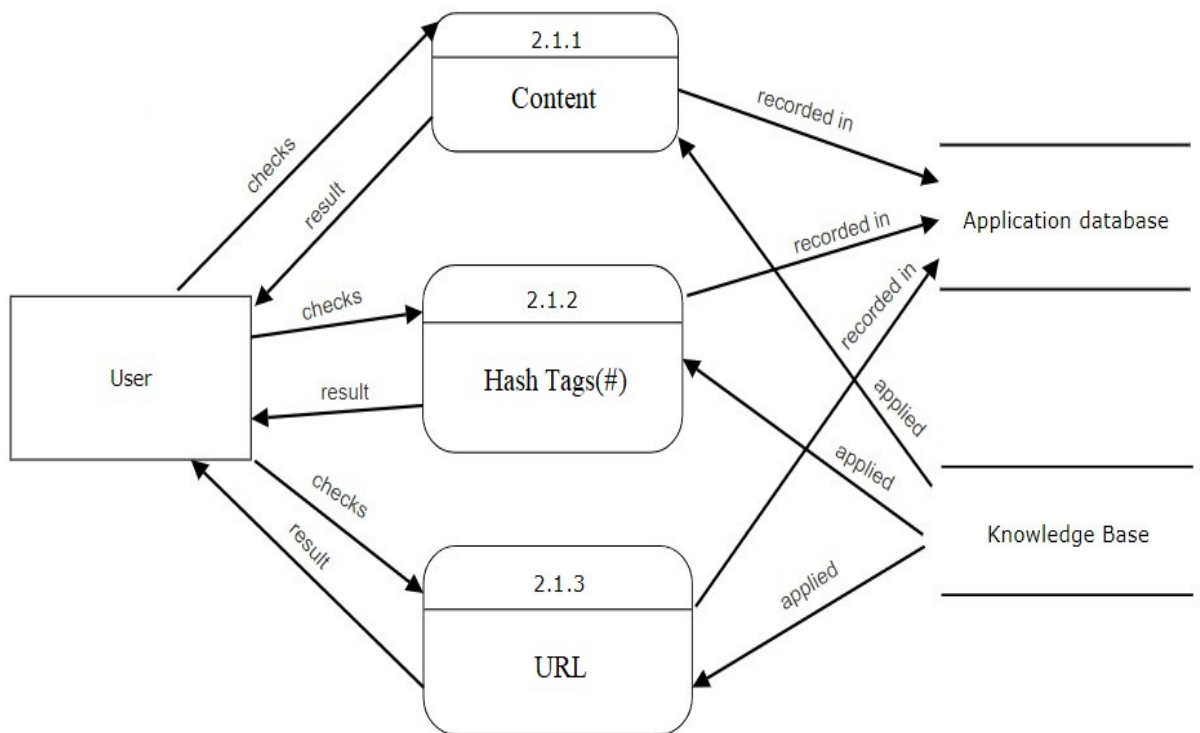 2.1.1
Content
checks
result
recorded in
Application database
recorded in
User
checks
2.1.2
Hash Tags(#)
result
recorded in
applied
applied
Knowledge Base
checks
result
2.1.3
URL
applied